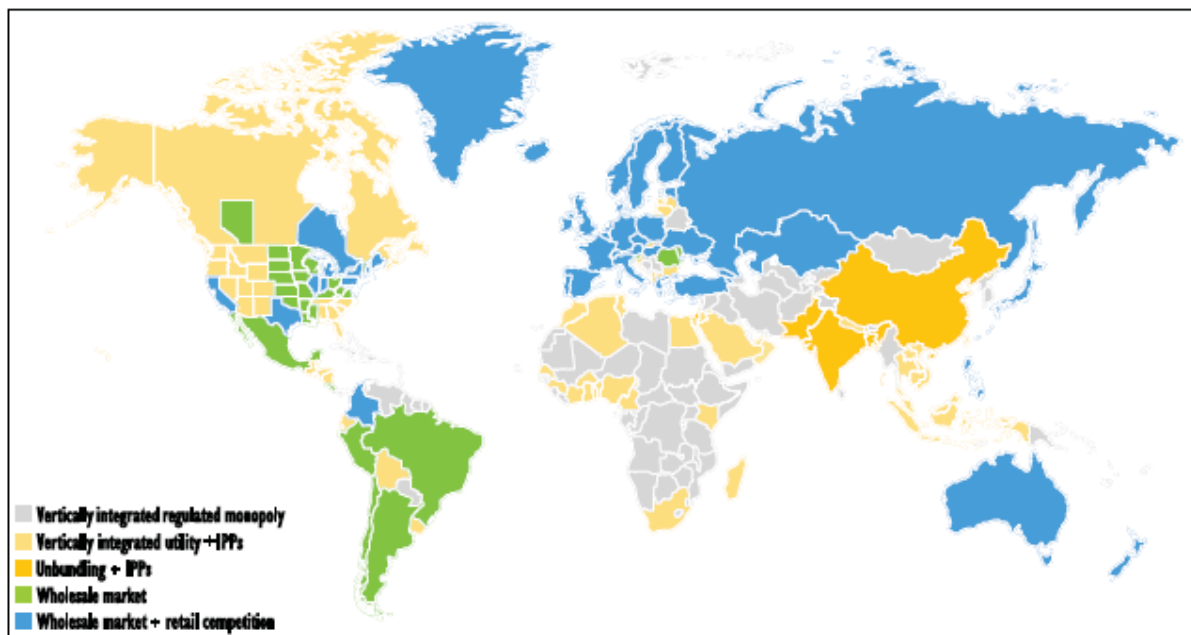 Vertically integrated regulated monopoly
Vertically integrated utility +IPPs
Unbundling + IPPs
Wholesale market
Wholesale market + retail competition